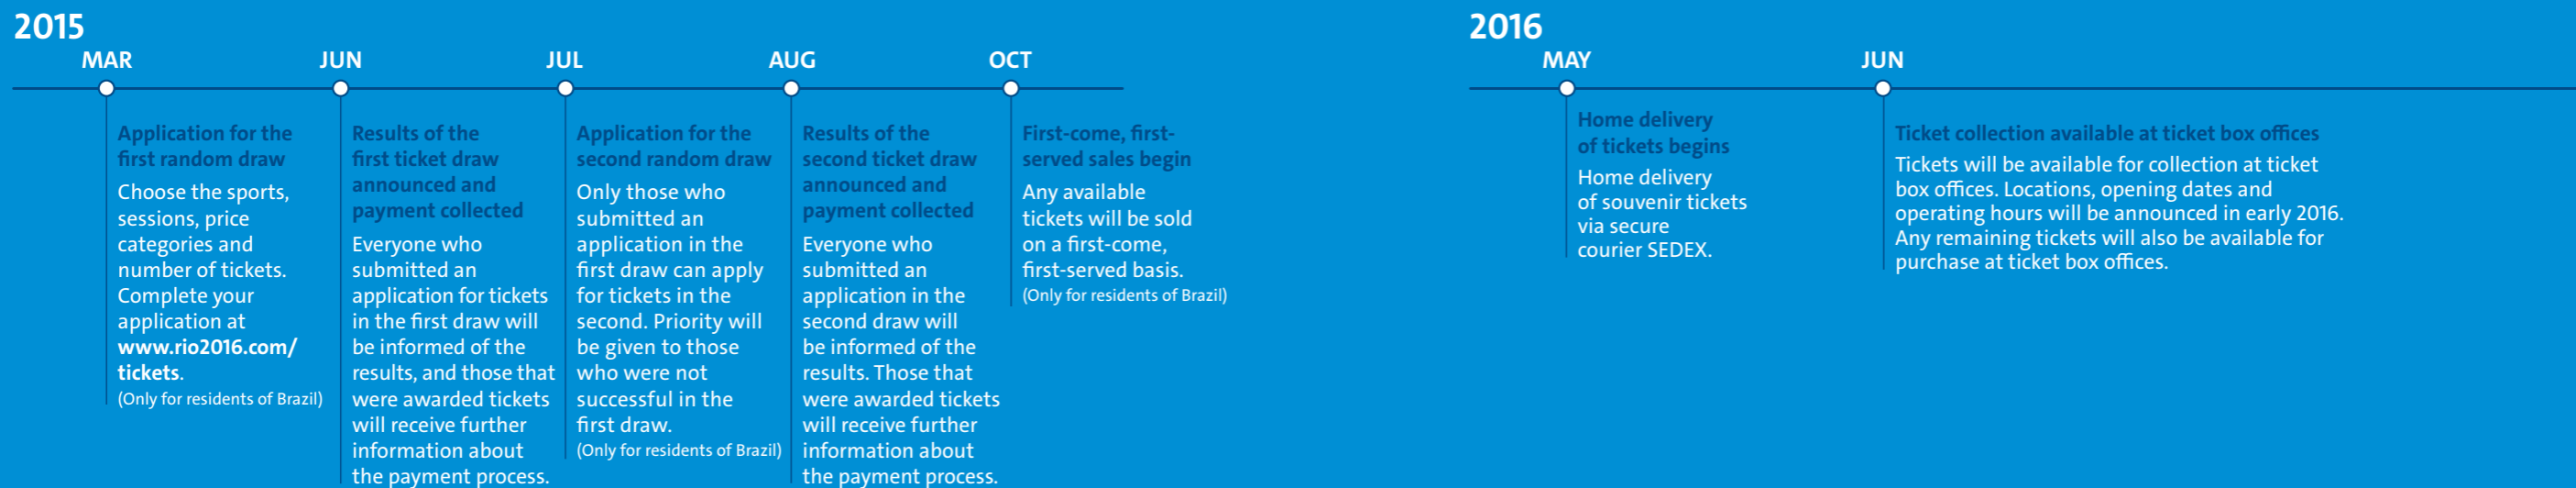 2015
MAR
Application for the
first random draw
Choose the sports,
sessions, price
categories and
number of tickets.
Complete your
application at
www.rio2016.com/
tickets.
(Only for residents of Brazil)
JUN
Results of the
first ticket draw
announced and
payment collected
Everyone who
submitted an
application for tickets
in the first draw will
be informed of the
results, and those that
were awarded tickets
will receive further
information about
the payment process.
JUL
Application for the
second random draw
Only those who
submitted an
application in the
first draw can apply
for tickets in the
second. Priority will
be given to those
who were not
successful in the
first draw.
(Only for residents of Brazil)
AUG
Results of the
second ticket draw
announced and
payment collected
Everyone who
submitted an
application in the
second draw will
be informed of the
results. Those that
were awarded tickets
will receive further
information about
the payment process.
OCT
First-come, first-
served sales begin
Any available
tickets will be sold
on a first-come,
first-served basis.
(Only for residents of Brazil)
2016
MAY
Home delivery
of tickets begins
Home delivery
of souvenir tickets
via secure
courier SEDEX.
JUN
Ticket collection available at ticket box offices
Tickets will be available for collection at ticket
box offices. Locations, opening dates and
operating hours will be announced in early 2016.
Any remaining tickets will also be available for
purchase at ticket box offices.